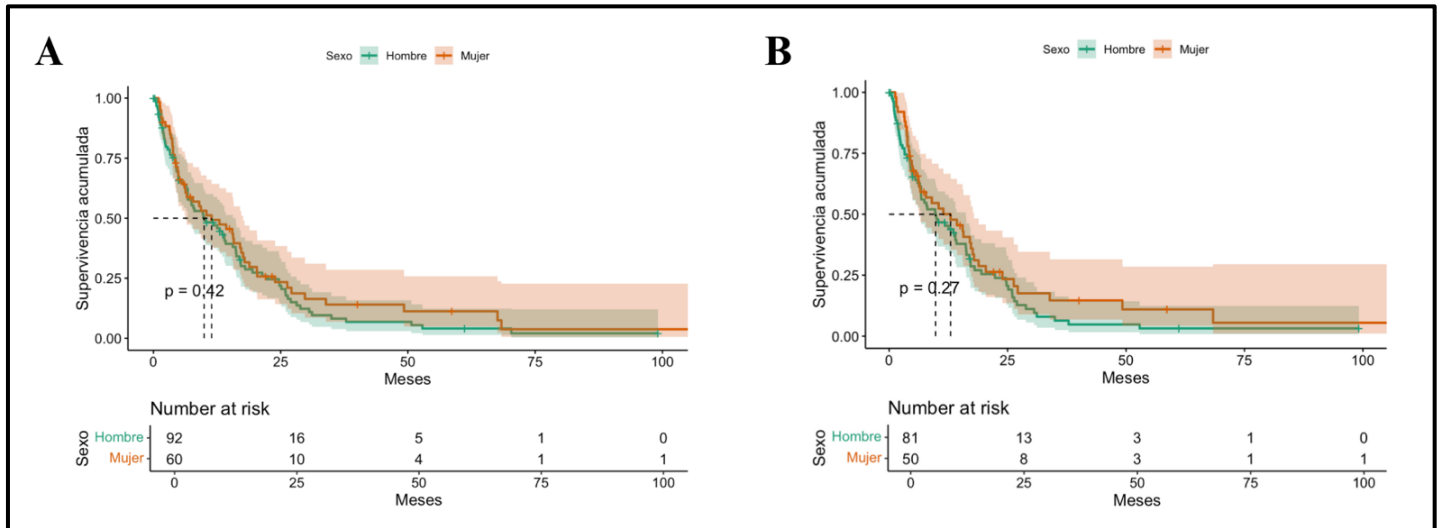 A
Sexo Hombre Mujer
Supervivencia acumulada
1.00
0.75
0.50
0.25
0.00
p = 0.42
0 25 50 75 100
Meses
Number at risk
Sexo
Hombre 92 16 5 1 0
Mujer 60 10 4 1 1
0 25 50 75 100
Meses
B
Sexo Hombre Mujer
Supervivencia acumulada
1.00
0.75
0.50
0.25
0.00
p = 0.27
0 25 50 75 100
Meses
Number at risk
Sexo
Hombre 81 13 3 1 0
Mujer 50 8 3 1 1
0 25 50 75 100
Meses